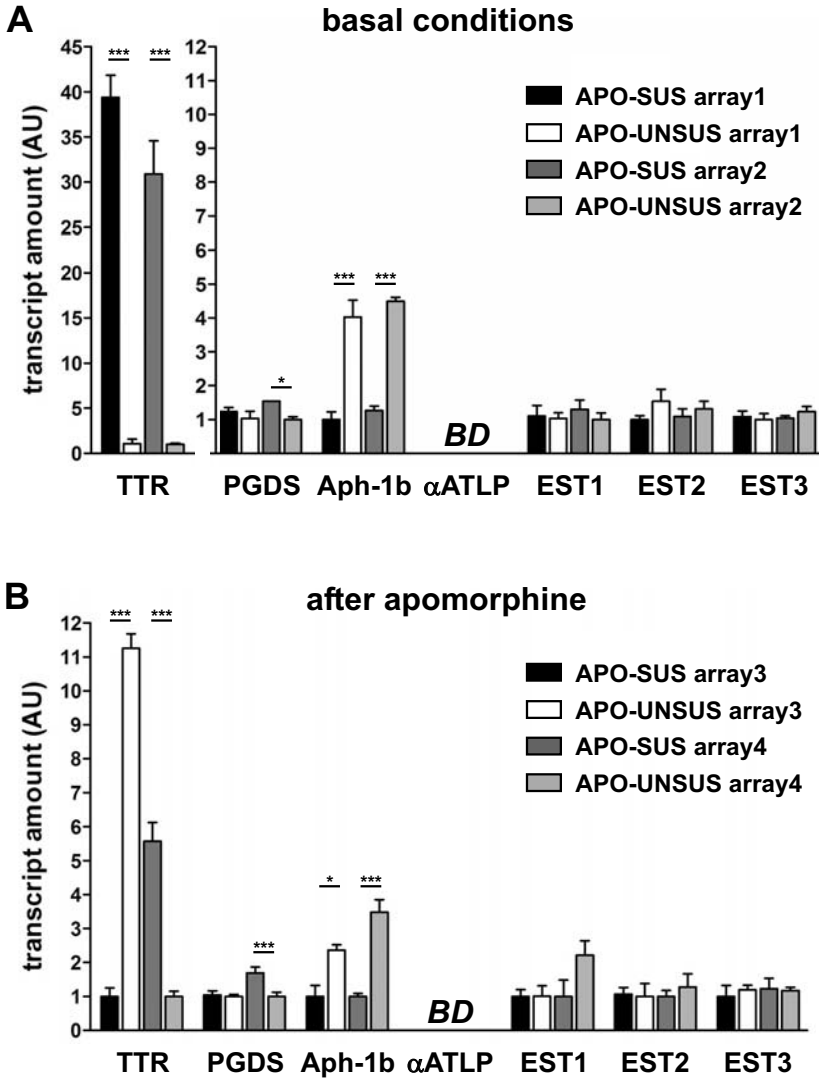 A
basal conditions
transcript amount (AU)
45
40
35
30
25
20
15
10
5
0
12
11
10
9
8
7
6
5
4
3
2
1
*** ***
*
*** ***
BD
APO-SUS array1
APO-UNSUS array1
APO-SUS array2
APO-UNSUS array2
TTR PGDS Aph-1b αATLP EST1 EST2 EST3
B
after apomorphine
transcript amount (AU)
12
11
10
9
8
7
6
5
4
3
2
1
0
*** ***
***
* ***
BD
APO-SUS array3
APO-UNSUS array3
APO-SUS array4
APO-UNSUS array4
TTR PGDS Aph-1b αATLP EST1 EST2 EST3